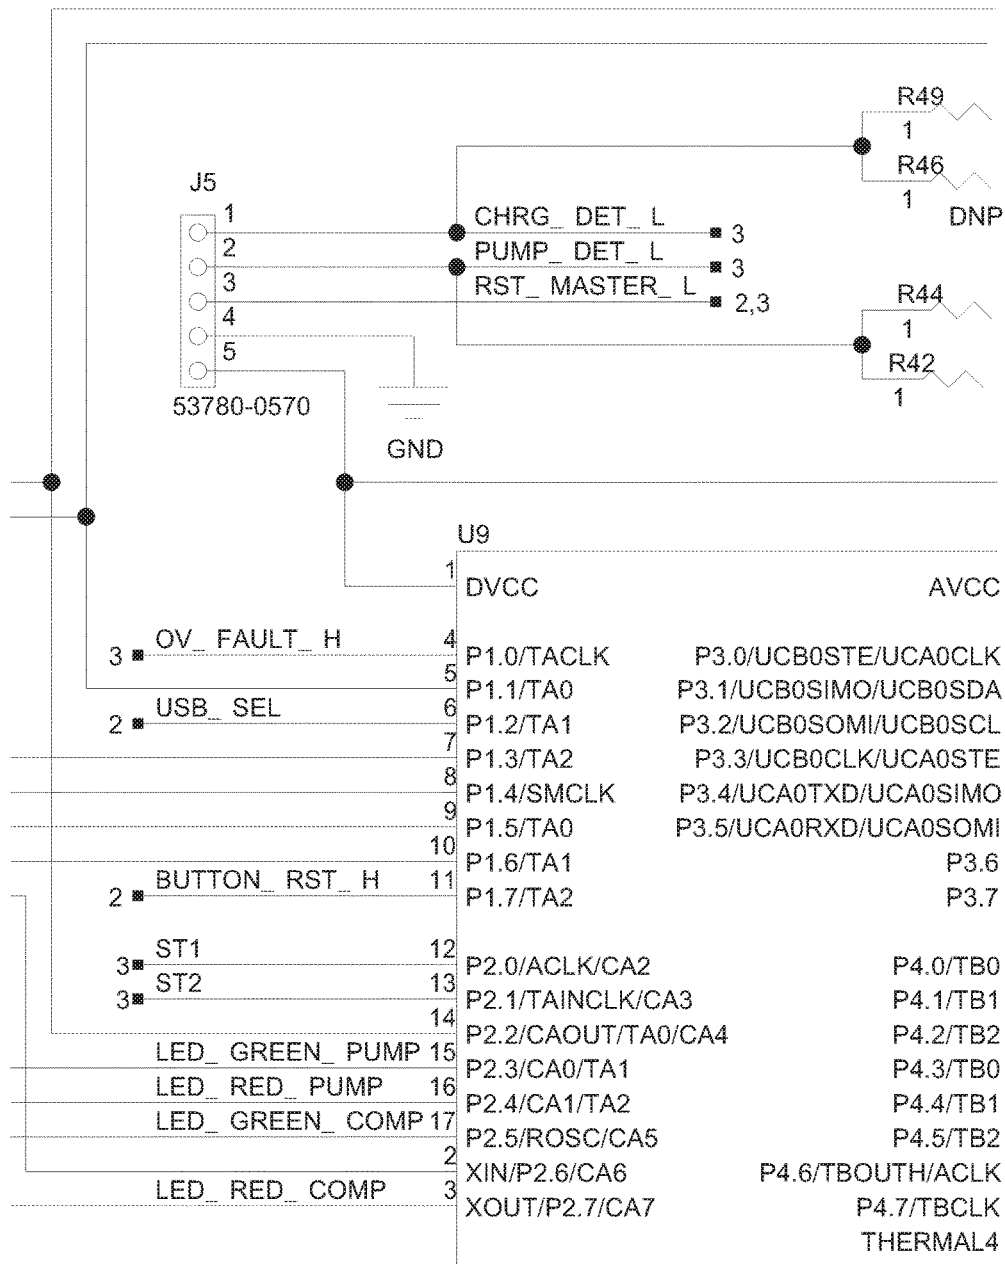 R49
1
R46
1
DNP
J5
1
CHRG_ DET_ L
3
2
PUMP_ DET_ L
3
3
RST_ MASTER_ L
2,3
4
5
R44
1
R42
1
53780-0570
GND
U9
1
DVCC AVCC
3 OV_ FAULT_ H 4
P1.0/TACLK P3.0/UCB0STE/UCA0CLK
5
P1.1/TA0 P3.1/UCB0SIMO/UCB0SDA
2 USB_ SEL 6
P1.2/TA1 P3.2/UCB0SOMI/UCB0SCL
7
P1.3/TA2 P3.3/UCB0CLK/UCA0STE
8
P1.4/SMCLK P3.4/UCA0TXD/UCA0SIMO
9
P1.5/TA0 P3.5/UCA0RXD/UCA0SOMI
10
P1.6/TA1 P3.6
2 BUTTON_ RST_ H 11
P1.7/TA2 P3.7
3 ST1 12
P2.0/ACLK/CA2 P4.0/TB0
3 ST2 13
P2.1/TAINCLK/CA3 P4.1/TB1
14
P2.2/CAOUT/TA0/CA4 P4.2/TB2
LED_ GREEN_ PUMP 15
P2.3/CA0/TA1 P4.3/TB0
LED_ RED_ PUMP 16
P2.4/CA1/TA2 P4.4/TB1
LED_ GREEN_ COMP 17
P2.5/ROSC/CA5 P4.5/TB2
2
XIN/P2.6/CA6 P4.6/TBOUTH/ACLK
LED_ RED_ COMP 3
XOUT/P2.7/CA7 P4.7/TBCLK
THERMAL4